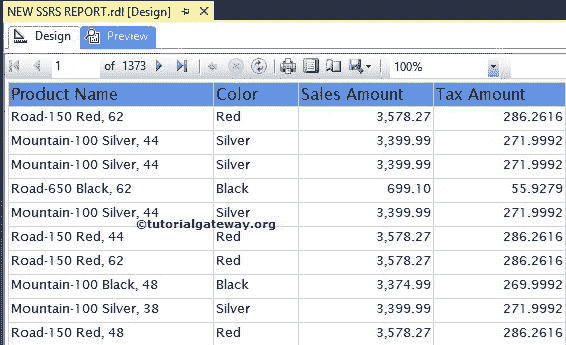 NEW SSRS REPORT.rdl [Design]
Design Preview
1 of 1373 100%
Product Name Color Sales Amount Tax Amount
Road-150 Red, 62 Red 3,578.27 286.2616
Mountain-100 Silver, 44 Silver 3,399.99 271.9992
Mountain-100 Silver, 44 Silver 3,399.99 271.9992
Road-650 Black, 62 Black 699.10 55.9279
Mountain-100 Silver, 44 Silver 3,399.99 271.9992
©tutorialgateway.org
Road-150 Red, 44 Red 3,578.27 286.2616
Road-150 Red, 62 Red 3,578.27 286.2616
Mountain-100 Black, 48 Black 3,374.99 269.9992
Mountain-100 Silver, 38 Silver 3,399.99 271.9992
Road-150 Red, 48 Red 3,578.27 286.2616